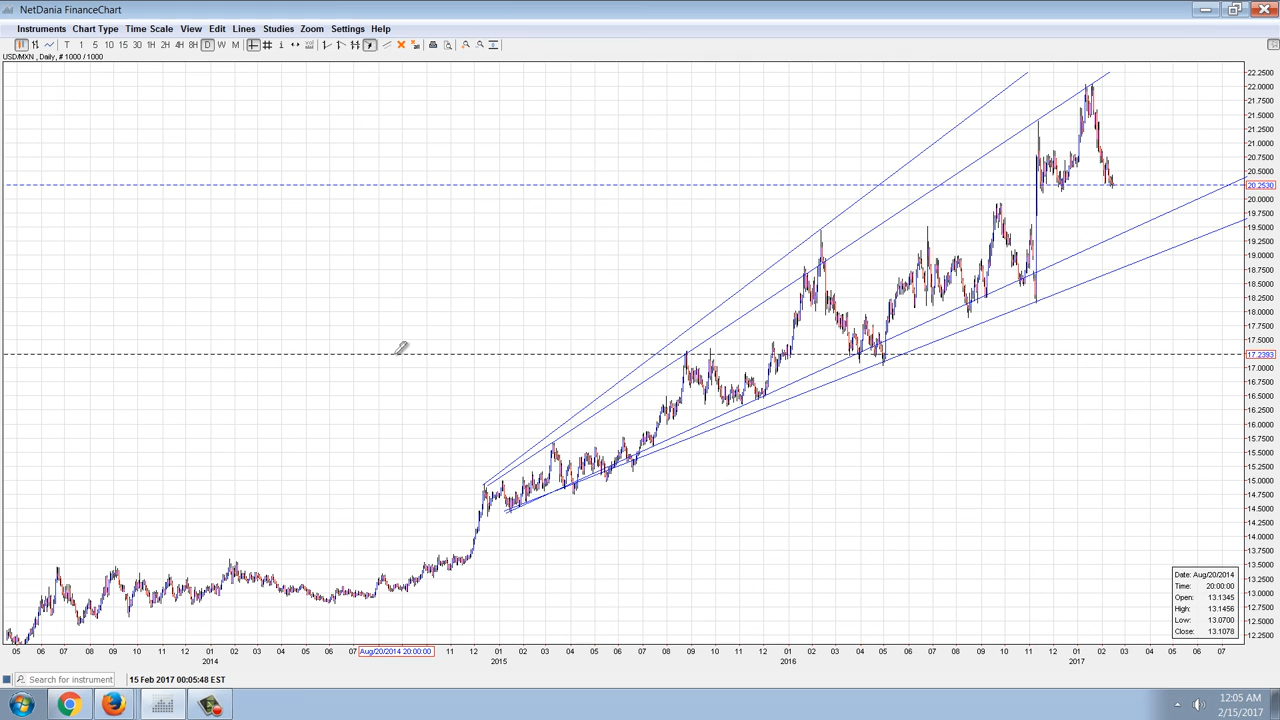 NetDania FinanceChart
Instruments Chart Type Time Scale View Edit Lines Studies Zoom Settings Help
T 1 5 10 15 30 1H 2H 4H 8H D W M
USD/MXN , Daily, # 1000 / 1000
22.2500
22.0000
21.7500
21.5000
21.2500
21.0000
20.7500
20.5000
20.2530
20.0000
19.7500
19.5000
19.2500
19.0000
18.7500
18.5000
18.2500
18.0000
17.7500
17.5000
17.2393
17.0000
16.7500
16.5000
16.2500
16.0000
15.7500
15.5000
15.2500
15.0000
14.7500
14.5000
14.2500
14.0000
13.7500
13.5000
13.2500
13.0000
12.7500
12.5000
Date: Aug/20/2014
Time: 20:00:00
Open: 13.1345
High: 13.1456
Low: 13.0700
Close: 13.1078
05 06 07 08 09 10 11 12 02 03 04 05 06 07 Aug/20/2014 20:00:00 11 12 02 03 04 05 06 07 08 09 10 11 12 02 03 04 05 06 07 08 09 10 11 12 02 03 04 05 06 07
2014 2015 2016 2017
Search for instrument 15 Feb 2017 00:05:48 EST
12:05 AM
2/15/2017